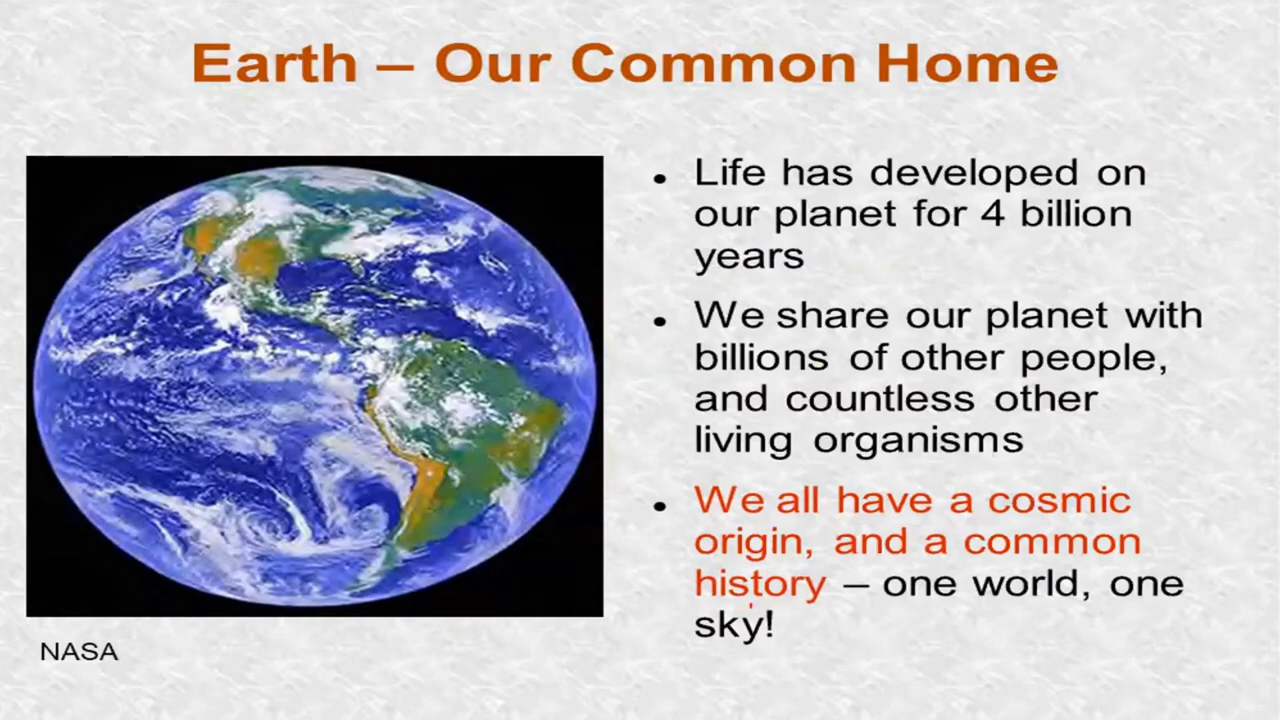 Earth – Our Common Home
• Life has developed on
our planet for 4 billion
years
• We share our planet with
billions of other people,
and countless other
living organisms
• We all have a cosmic
origin, and a common
history – one world, one
sky!
NASA